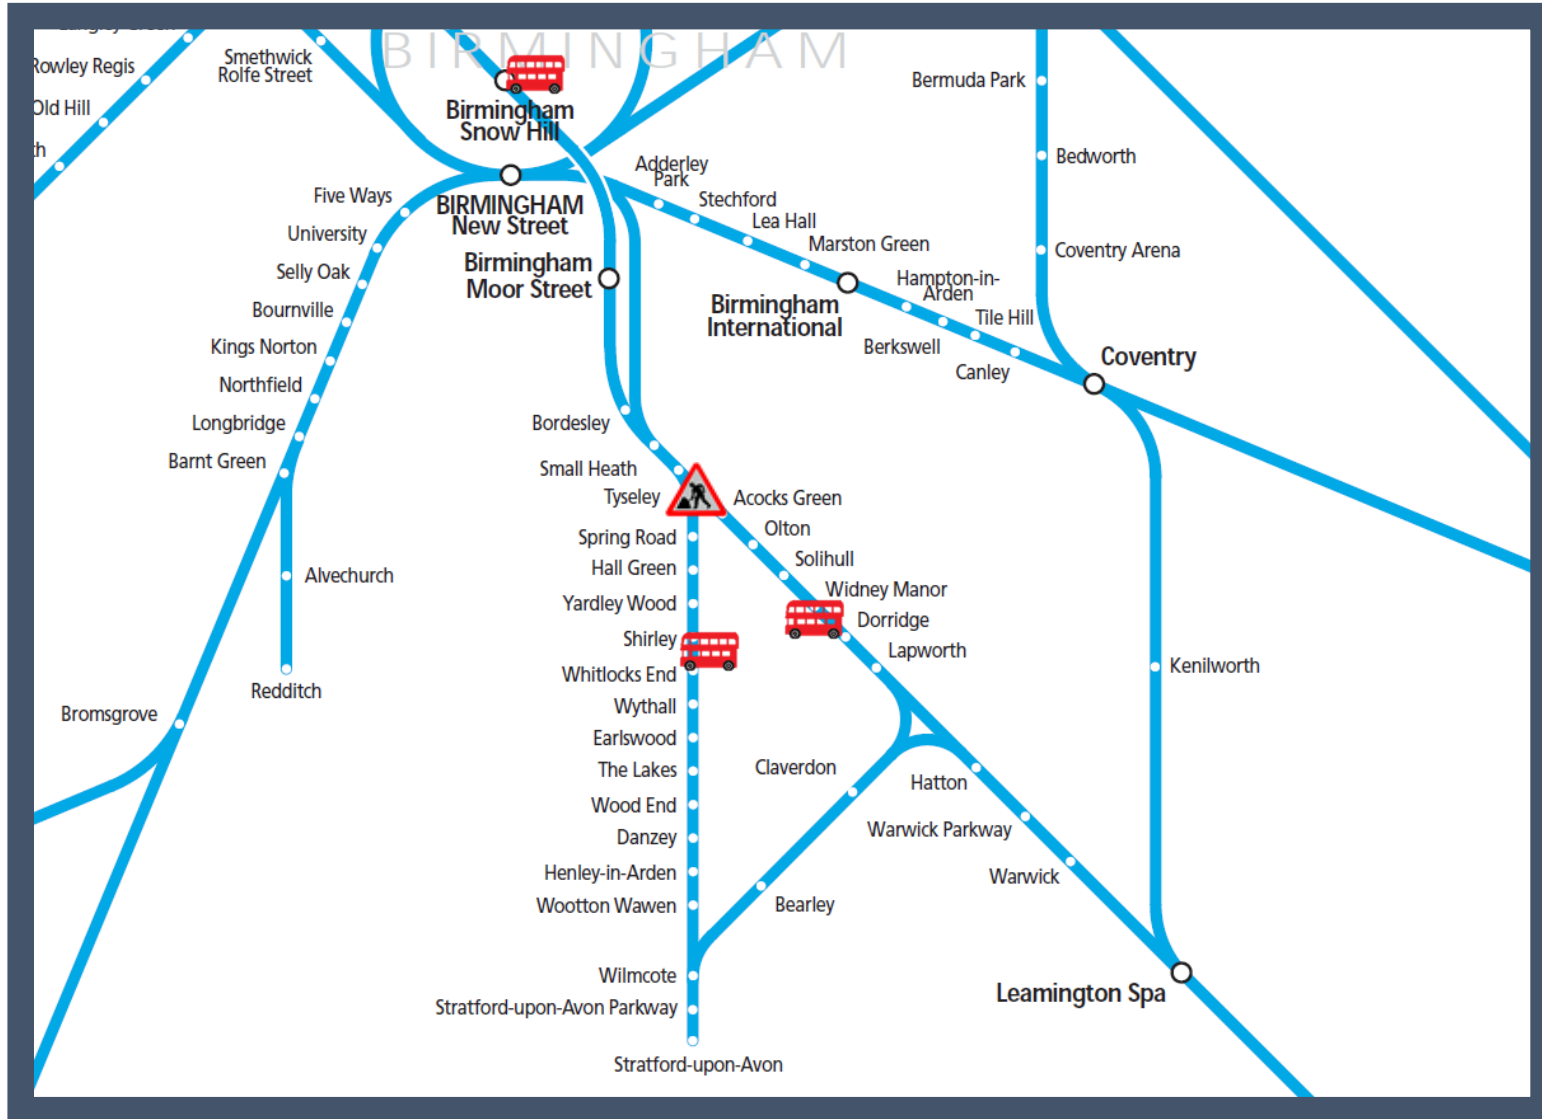 BIRMINGHAM
Rowley Regis
Old Hill
Smethwick
Rolfe Street
Birmingham
Snow Hill
Bermuda Park
Bedworth
Coventry Arena
Adderley
Park
Stechford
Lea Hall
Marston Green
Birmingham
International
Hampton-in-
Arden
Tile Hill
Berkswell
Canley
Coventry
Five Ways
BIRMINGHAM
New Street
University
Birmingham
Moor Street
Selly Oak
Bournville
Kings Norton
Northfield
Longbridge
Barnt Green
Alvechurch
Redditch
Bromsgrove
Bordesley
Small Heath
Tyseley
Acocks Green
Olton
Solihull
Widney Manor
Dorridge
Lapworth
Spring Road
Hall Green
Yardley Wood
Shirley
Whitlocks End
Wythall
Earlswood
The Lakes
Wood End
Danzey
Henley-in-Arden
Wootton Wawen
Wilmcote
Stratford-upon-Avon Parkway
Stratford-upon-Avon
Claverdon
Bearley
Hatton
Warwick Parkway
Warwick
Kenilworth
Leamington Spa